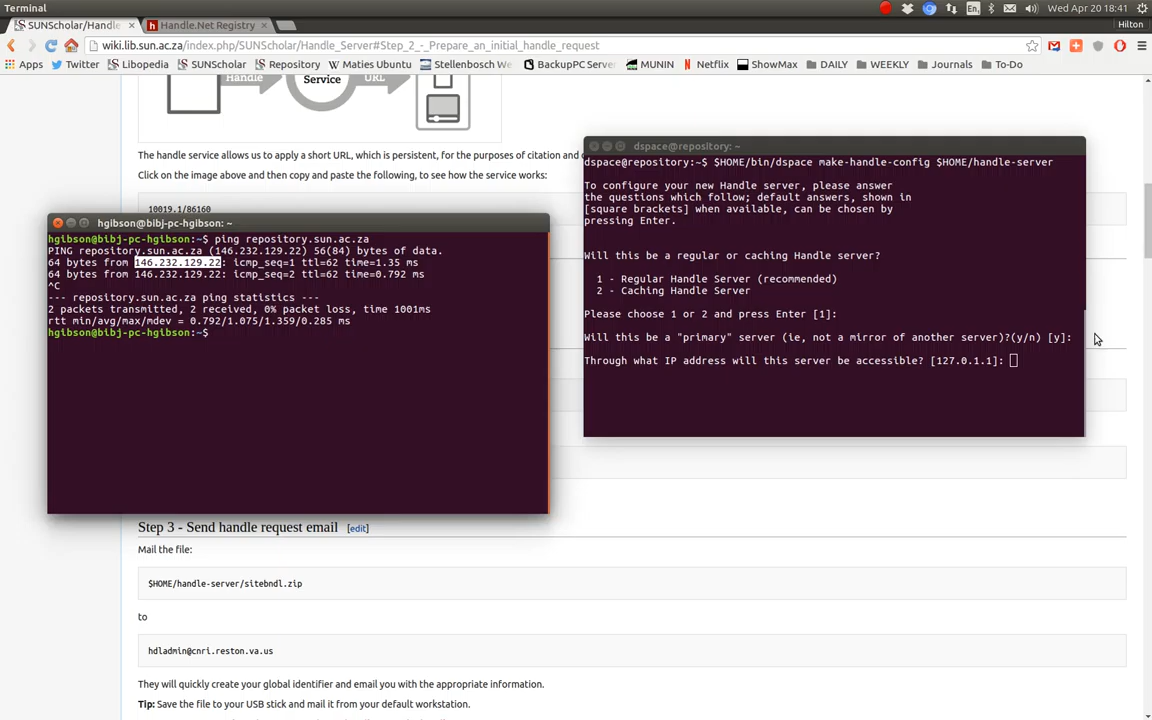 Terminal
En
Wed Apr 20 18:41
SUNScholar/Handle
Handle.Net Registry
Hilton
wiki.lib.sun.ac.za/index.php/SUNScholar/Handle_Server#Step_2_-_Prepare_an_initial_handle_request
Apps
Twitter
Libopedia
SUNScholar
Repository
Maties Ubuntu
Stellenbosch We
BackupPC Serve
MUNIN
Netflix
ShowMax
DAILY
WEEKLY
Journals
To-Do
Handle
Service
URL
The handle service allows us to apply a short URL, which is persistent, for the purposes of citation and
Click on the image above and then copy and paste the following, to see how the service works:
10019.1/86160
hgibson@bibj-pc-hgibson: ~
hgibson@bibj-pc-hgibson:~$ ping repository.sun.ac.za
PING repository.sun.ac.za (146.232.129.22) 56(84) bytes of data.
64 bytes from 146.232.129.22: icmp_seq=1 ttl=62 time=1.35 ms
64 bytes from 146.232.129.22: icmp_seq=2 ttl=62 time=0.792 ms
^C
--- repository.sun.ac.za ping statistics ---
2 packets transmitted, 2 received, 0% packet loss, time 1001ms
rtt min/avg/max/mdev = 0.792/1.075/1.359/0.285 ms
hgibson@bibj-pc-hgibson:~$
dspace@repository: ~
dspace@repository:~$ $HOME/bin/dspace make-handle-config $HOME/handle-server
To configure your new Handle server, please answer
the questions which follow; default answers, shown in
[square brackets] when available, can be chosen by
pressing Enter.
Will this be a regular or caching Handle server?
1 - Regular Handle Server (recommended)
2 - Caching Handle Server
Please choose 1 or 2 and press Enter [1]:
Will this be a "primary" server (ie, not a mirror of another server)?(y/n) [y]:
Through what IP address will this server be accessible? [127.0.1.1]:
Step 3 - Send handle request email [edit]
Mail the file:
$HOME/handle-server/sitebndl.zip
to
hdladmin@cnri.reston.va.us
They will quickly create your global identifier and email you with the appropriate information.
Tip: Save the file to your USB stick and mail it from your default workstation.